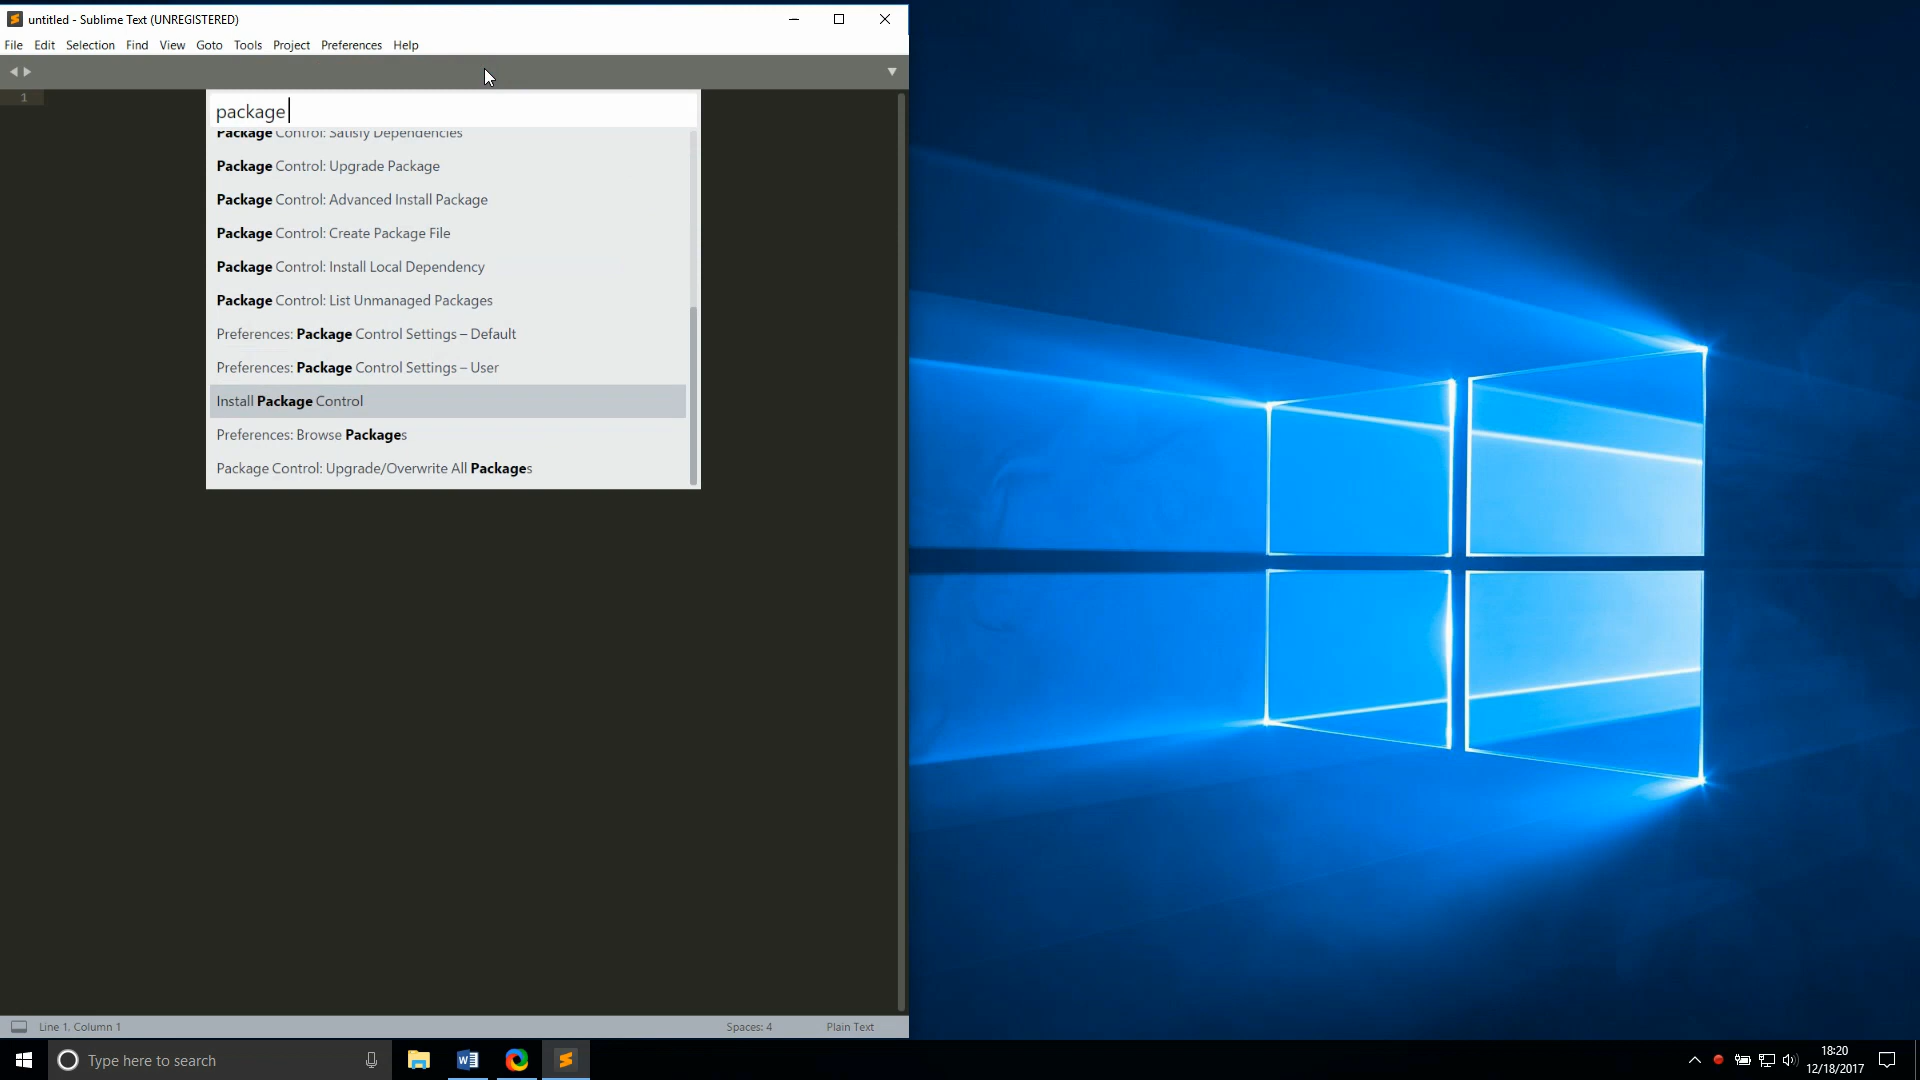 untitled - Sublime Text (UNREGISTERED)
File Edit Selection Find View Goto Tools Project Preferences Help
1
package
Package Control: Satisfy Dependencies
Package Control: Upgrade Package
Package Control: Advanced Install Package
Package Control: Create Package File
Package Control: Install Local Dependency
Package Control: List Unmanaged Packages
Preferences: Package Control Settings – Default
Preferences: Package Control Settings – User
Install Package Control
Preferences: Browse Packages
Package Control: Upgrade/Overwrite All Packages
Line 1, Column 1 Spaces: 4 Plain Text
Type here to search
18:20
12/18/2017